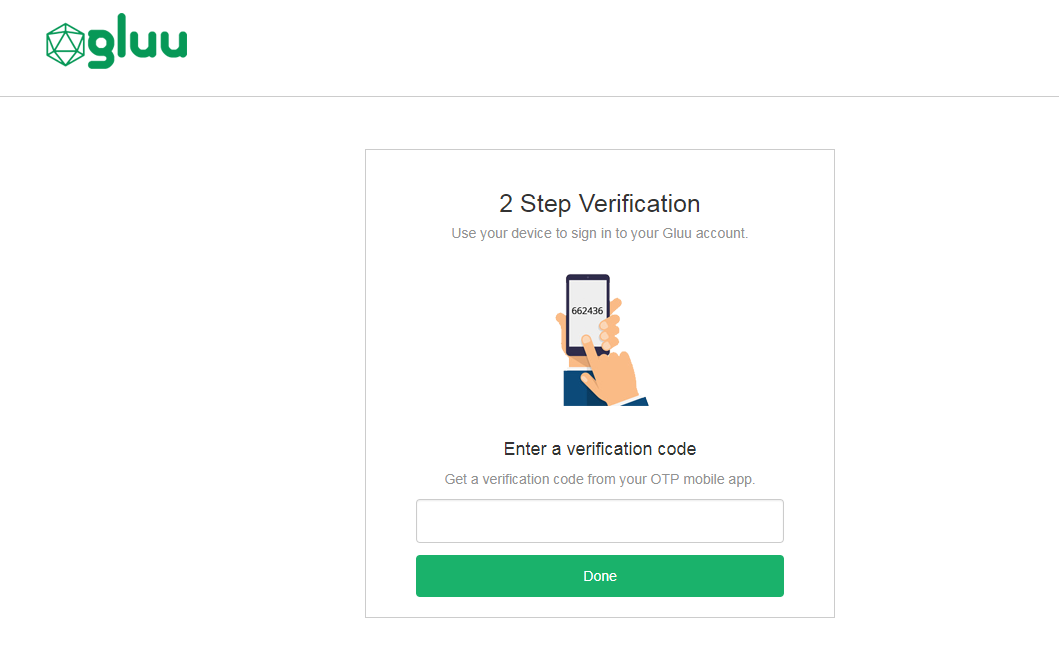 gluu
2 Step Verification
Use your device to sign in to your Gluu account.
662436
Enter a verification code
Get a verification code from your OTP mobile app.
Done